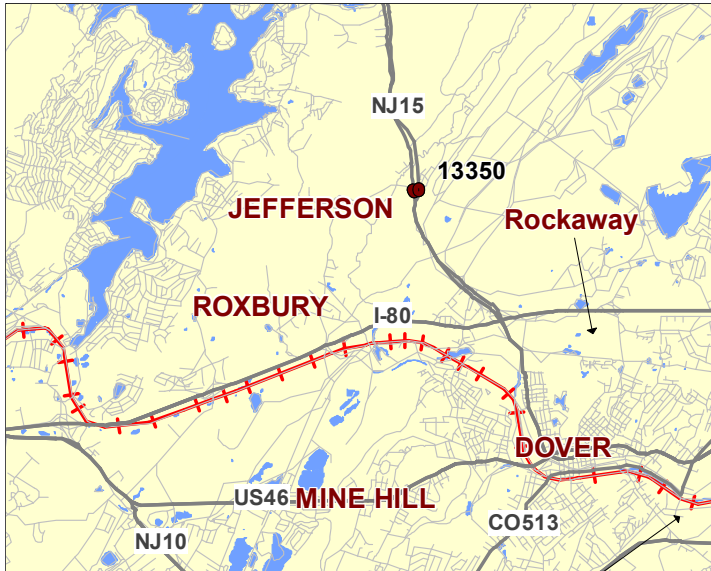 NJ15
13350
JEFFERSON
Rockaway
ROXBURY
I-80
DOVER
US46
MINE HILL
CO513
NJ10